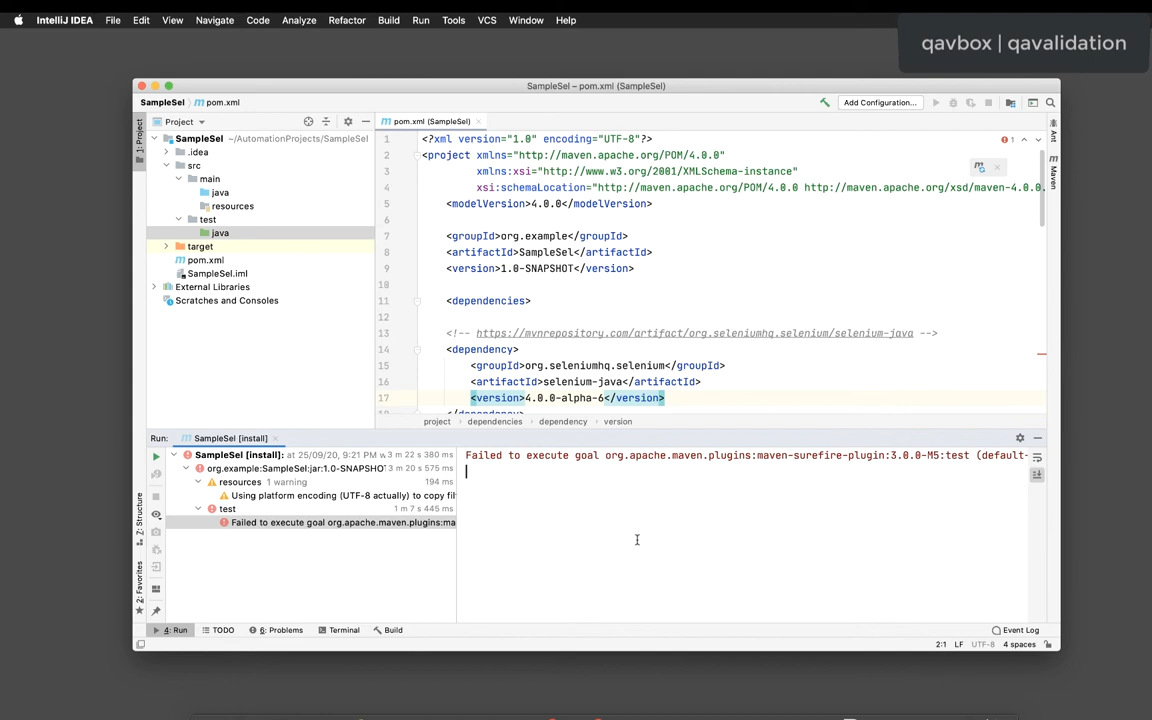 IntelliJ IDEA File Edit View Navigate Code Analyze Refactor Build Run Tools VCS Window Help
qavbox | qavalidation
SampleSel – pom.xml (SampleSel)
SampleSel pom.xml
Add Configuration...
Project
pom.xml (SampleSel)
1: Project
SampleSel ~/AutomationProjects/SampleSel
.idea
src
main
java
resources
test
java
target
pom.xml
SampleSel.iml
External Libraries
Scratches and Consoles
1 <?xml version="1.0" encoding="UTF-8"?>
2 <project xmlns="http://maven.apache.org/POM/4.0.0"
3 xmlns:xsi="http://www.w3.org/2001/XMLSchema-instance"
4 xsi:schemaLocation="http://maven.apache.org/POM/4.0.0 http://maven.apache.org/xsd/maven-4.0.0.
5 <modelVersion>4.0.0</modelVersion>
6
7 <groupId>org.example</groupId>
8 <artifactId>SampleSel</artifactId>
9 <version>1.0-SNAPSHOT</version>
10
11 <dependencies>
12
13 <!-- https://mvnrepository.com/artifact/org.seleniumhq.selenium/selenium-java -->
14 <dependency>
15 <groupId>org.seleniumhq.selenium</groupId>
16 <artifactId>selenium-java</artifactId>
17 <version>4.0.0-alpha-6</version>
</dependency>
1
Ant
Maven
project dependencies dependency version
Run: SampleSel [install]
SampleSel [install]: at 25/09/20, 9:21 PM w 3 m 22 s 380 ms
org.example:SampleSel:jar:1.0-SNAPSHOT 3 m 20 s 575 ms
resources 1 warning 194 ms
Using platform encoding (UTF-8 actually) to copy fil
test 1 m 7 s 445 ms
Failed to execute goal org.apache.maven.plugins:ma
Failed to execute goal org.apache.maven.plugins:maven-surefire-plugin:3.0.0-M5:test (default-
Z: Structure
2: Favorites
4: Run TODO 6: Problems Terminal Build Event Log
2:1 LF UTF-8 4 spaces